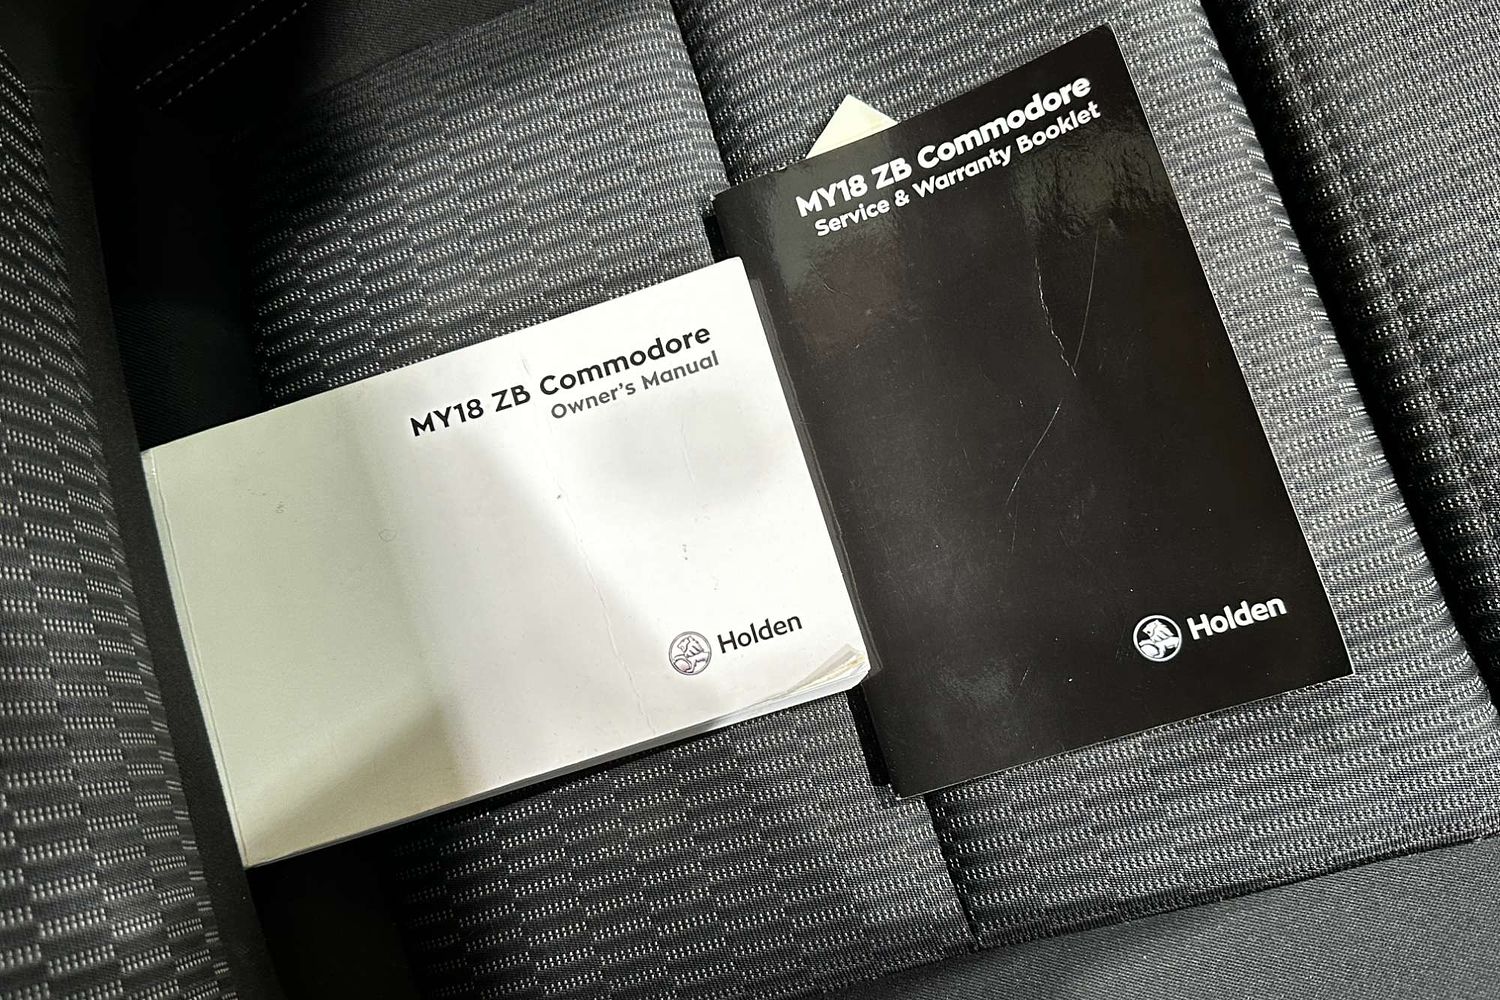 MY18 ZB Commodore
Owner's Manual
Holden
MY18 ZB Commodore
Service & Warranty Booklet
Holden